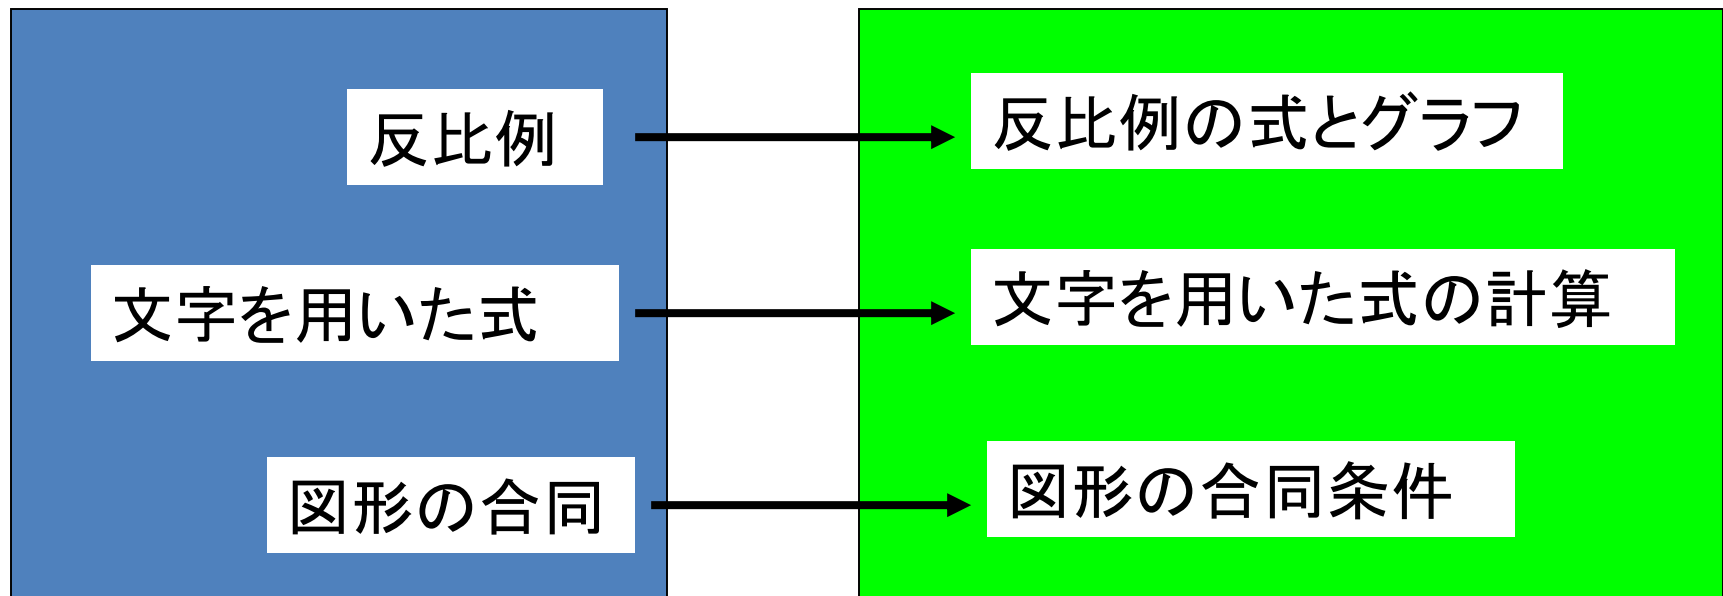 反比例
反比例の式とグラフ
文字を用いた式
文字を用いた式の計算
図形の合同
図形の合同条件